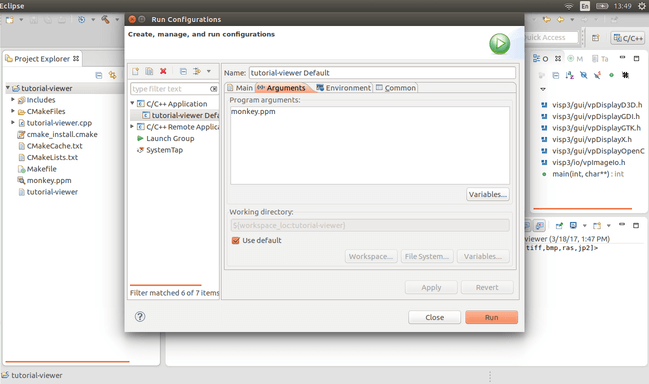 Eclipse
En
13:49
Run Configurations
Create, manage, and run configurations
Quick Access
C/C++
Project Explorer
tutorial-viewer
Includes
CMakeFiles
tutorial-viewer.cpp
cmake_install.cmake
CMakeCache.txt
CMakeLists.txt
Makefile
monkey.ppm
tutorial-viewer
type filter text
C/C++ Application
tutorial-viewer Defa
C/C++ Remote Applica
Launch Group
SystemTap
Filter matched 6 of 7 items
Name: tutorial-viewer Default
Main Arguments Environment Common
Program arguments:
monkey.ppm
Variables...
Working directory:
${workspace_loc:tutorial-viewer}
Use default
Workspace... File System... Variables...
Apply Revert
Close Run
O M Ta
visp3/gui/vpDisplayD3D.h
visp3/gui/vpDisplayGDI.h
visp3/gui/vpDisplayGTK.h
visp3/gui/vpDisplayX.h
visp3/gui/vpDisplayOpenC
visp3/io/vpImageIo.h
main(int, char**) : int
viewer (3/18/17, 1:47 PM)
tiff,bmp,ras,jp2]>
tutorial-viewer